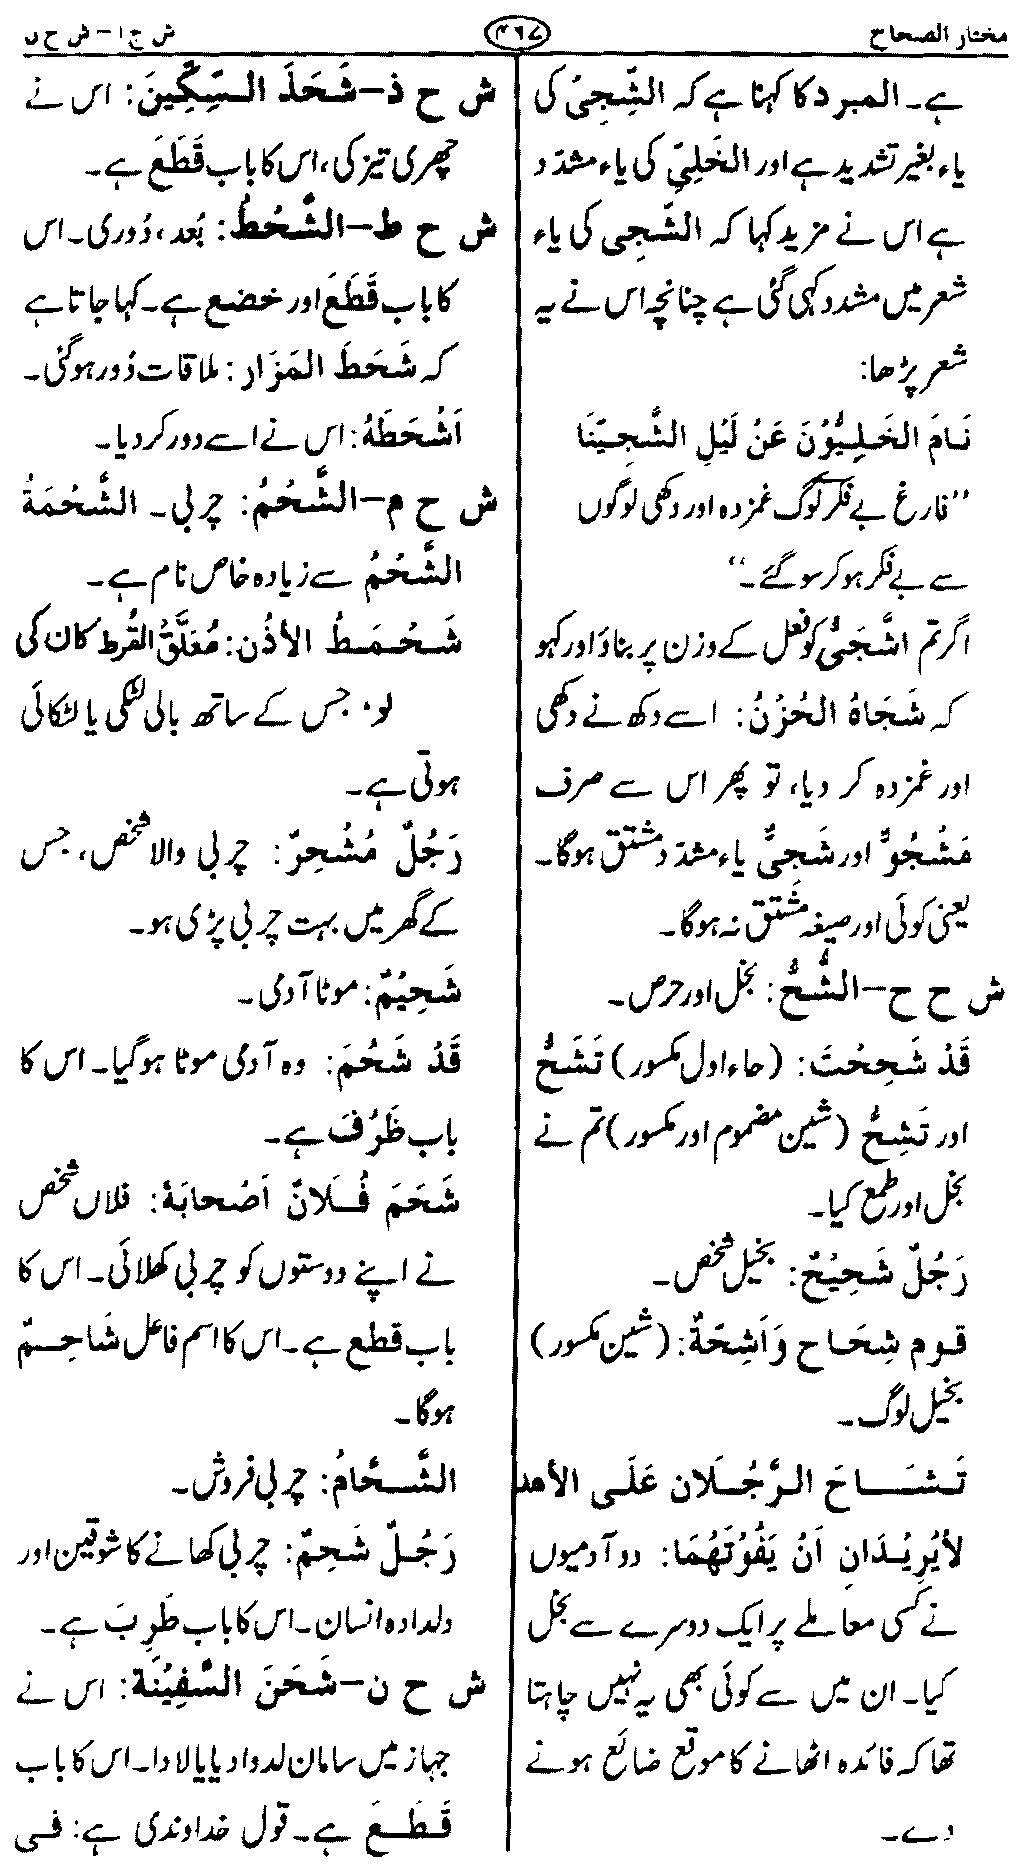 مختار الصحاح
۴۶۷
ش ج ا – ش ح ن
ہے۔ المبرد کا کہنا ہے کہ الشَّجِیْ کی
یاء بغیر تشدید ہے اور الخَلِیّ کی یاء مشدّد
ہے اس نے مزید کہا کہ الشّجِی کی یاء
شعر میں مشدد کہی گئی ہے چنانچہ اس نے یہ
شعر پڑھا:
نَامَ الخَلِیُّوْنَ عَنْ لَیْلِ الشَّجِیّیْنَا
”فارغ بے فکر لوگ غمزدہ اور دکھی لوگوں
سے بے فکر ہو کر سو گئے۔“
اگر تم اشَّجَیُّ کو فعل کے وزن پر بناؤ اور کہو
کہ شَجَاهُ الحُزْنُ: اسے دکھ نے دکھی
اور غمزدہ کر دیا، تو پھر اس سے صرف
مَشْجُوٌّ اور شَجِیٌّ یاء مشدّد مشتق ہوگا۔
یعنی کوئی اور صیغہ مشتق نہ ہوگا۔
ش ح ح – الشُّحُّ: بخل اور حرص۔
قَدْ شَحِحْتَ: (حاء اول مکسور) تَشَحُّ
اور تَشِحُّ (شین مضموم اور مکسور) تم نے
بخل اور طمع کیا۔
رَجُلٌ شَحِیْحٌ: بخیل شخص۔
قوم شِحَاح وَاَشِحَّةٌ: (شین مکسور)
بخیل لوگ۔
تَشَاحَ الرَّجُلَان عَلَی الأمر
لأیُرِیْدَانِ اَنْ یَفُوْتَهُمَا: دو آدمیوں
نے کسی معاملے پر ایک دوسرے سے بخل
کیا۔ ان میں سے کوئی بھی یہ نہیں چاہتا
تھا کہ فائدہ اٹھانے کا موقع ضائع ہونے
دے۔
ش ح ذ – شَحَذَ السِّکِّینَ: اس نے
چھری تیز کی، اس کا باب قَطَعَ ہے۔
ش ح ط – الشَّحْطُ: بُعد، دُوری۔ اس
کا باب قَطَعَ اور خضع ہے۔ کہا جاتا ہے
کہ شَحَطَ المَزَار: ملاقات دُور ہوگئی۔
اَشْحَطَهٗ: اس نے اسے دور کر دیا۔
ش ح م – الشَّحْمُ: چربی۔ الشَّحْمَةُ
الشَّحْمُ سے زیادہ خاص نام ہے۔
شَحْمَطُ الأذُن: مُعَلَّقُ القُرط کان کی
لو، جس کے ساتھ بالی لٹکی یا لٹکائی
ہوتی ہے۔
رَجُلٌ مُشْحِرٌ: چربی والا شخص، جس
کے گھر میں بہت چربی پڑی ہو۔
شَحِیْمٌ: موٹا آدمی۔
قَدْ شَحُمَ: وہ آدمی موٹا ہوگیا۔ اس کا
باب ظَرُفَ ہے۔
شَحَمَ فُلَانٌ اَصْحابَهٗ: فلاں شخص
نے اپنے دوستوں کو چربی کھلائی۔ اس کا
باب قطع ہے۔ اس کا اسم فاعل شَاحِمٌ
ہوگا۔
الشَّحَّامُ: چربی فروش۔
رَجُلٌ شَحِمٌ: چربی کھانے کا شوقین اور
دلدادہ انسان۔ اس کا باب طَرِبَ ہے۔
ش ح ن – شَحَنَ السَّفِیْنَة: اس نے
جہاز میں سامان لدوا دیا یا لادا۔ اس کا باب
قَطَعَ ہے۔ قول خداوندی ہے: فی